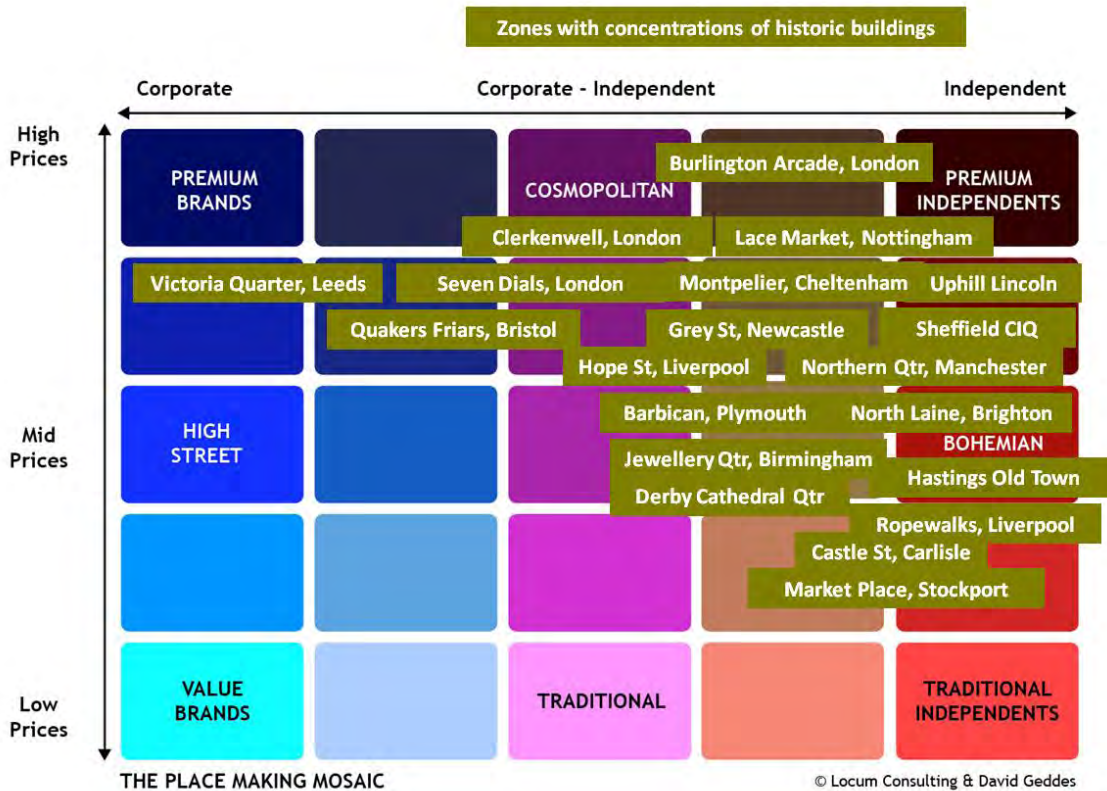 Zones with concentrations of historic buildings
Corporate
Corporate - Independent
Independent
High
Prices
PREMIUM
BRANDS
COSMOPOLITAN
Burlington Arcade, London
PREMIUM
INDEPENDENTS
Clerkenwell, London
Lace Market, Nottingham
Victoria Quarter, Leeds
Seven Dials, London
Montpelier, Cheltenham
Uphill Lincoln
Quakers Friars, Bristol
Grey St, Newcastle
Sheffield CIQ
Hope St, Liverpool
Northern Qtr, Manchester
Mid
Prices
HIGH
STREET
Barbican, Plymouth
North Laine, Brighton
BOHEMIAN
Jewellery Qtr, Birmingham
Hastings Old Town
Derby Cathedral Qtr
Ropewalks, Liverpool
Castle St, Carlisle
Market Place, Stockport
Low
Prices
VALUE
BRANDS
TRADITIONAL
TRADITIONAL
INDEPENDENTS
THE PLACE MAKING MOSAIC
© Locum Consulting & David Geddes